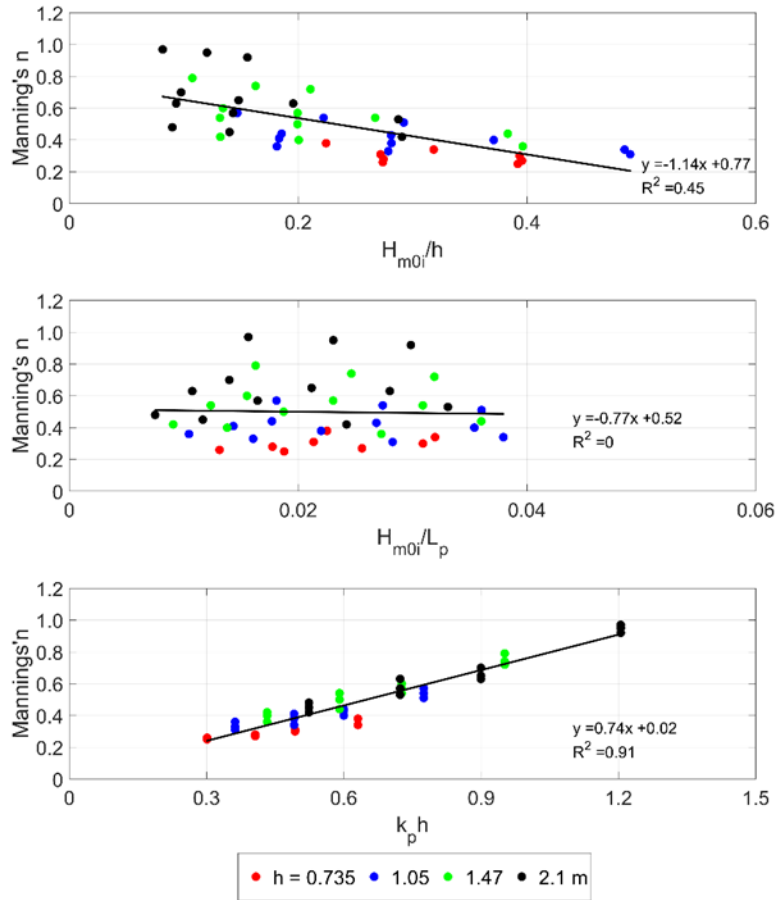 1.2
1.0
0.8
0.6
0.4
0.2
0
Manning's n
y =-1.14x +0.77
R² =0.45
0 0.2 0.4 0.6
H_m0i/h
1.2
1.0
0.8
0.6
0.4
0.2
0
Manning's n
y =-0.77x +0.52
R² =0
0 0.02 0.04 0.06
H_m0i/L_p
1.2
1.0
0.8
0.6
0.4
0.2
0
Mannings'n
y =0.74x +0.02
R² =0.91
0 0.3 0.6 0.9 1.2 1.5
k_ph
h = 0.735 1.05 1.47 2.1 m